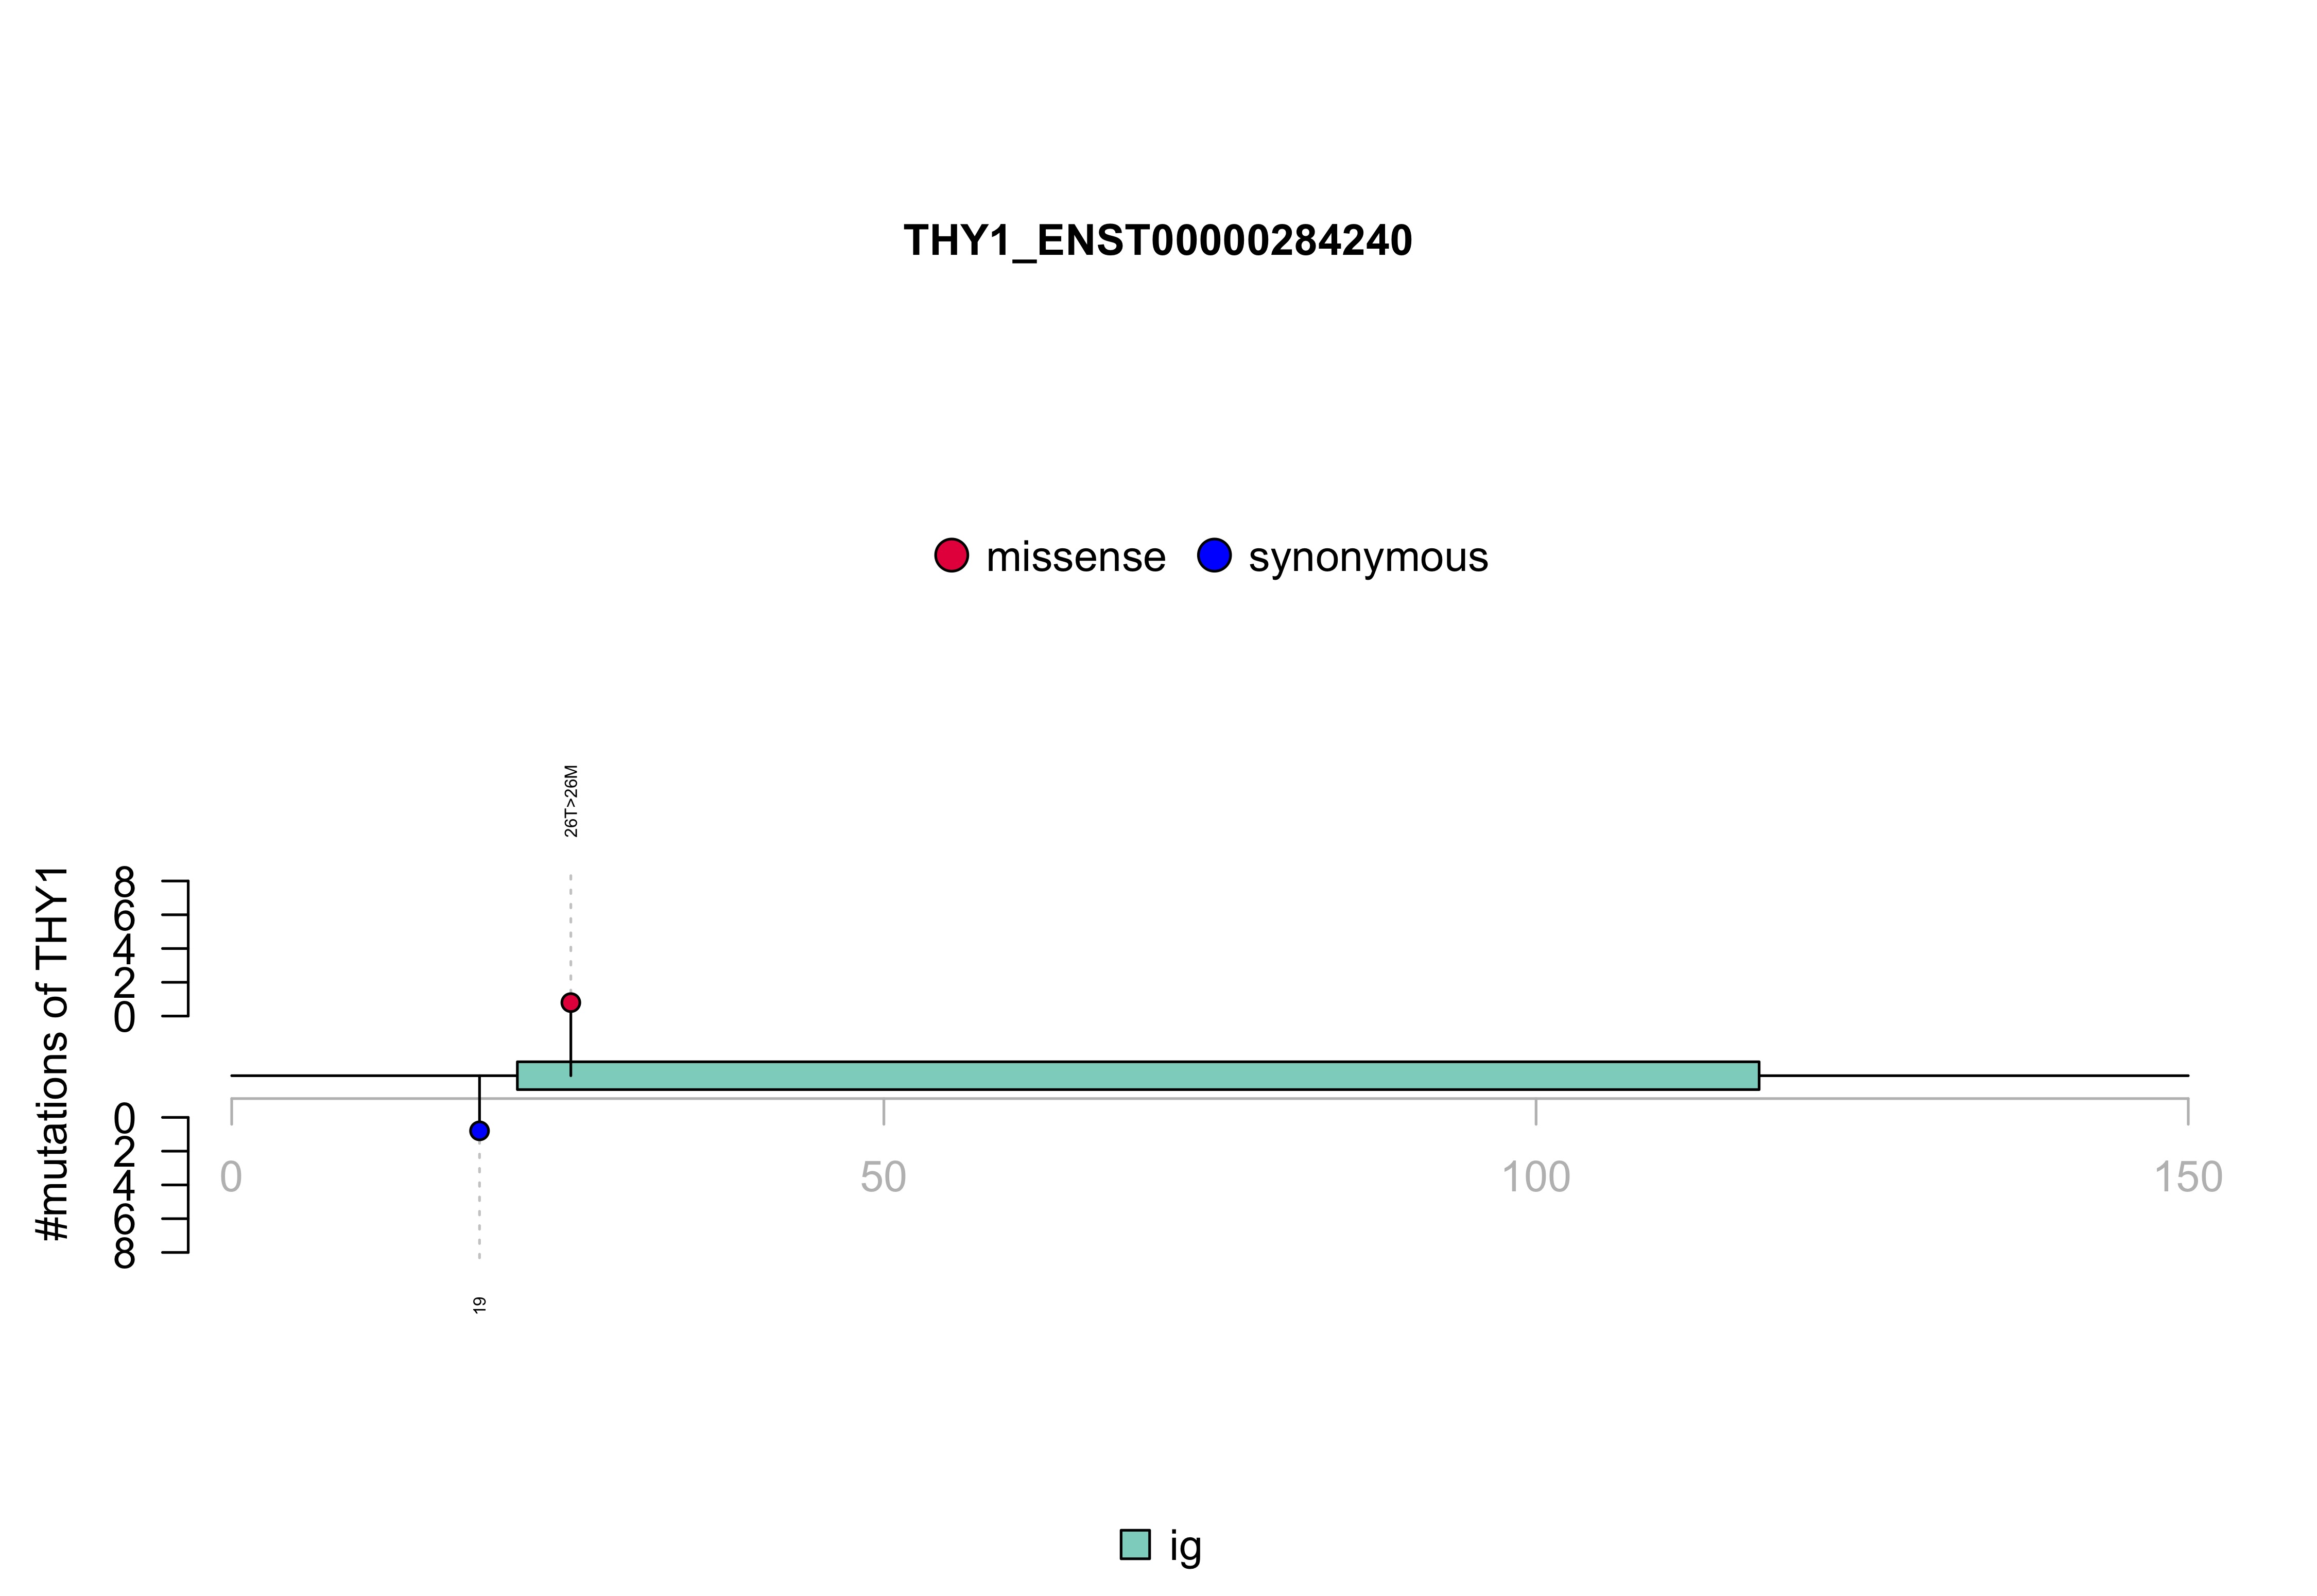 THY1_ENST00000284240
missense synonymous
26T>26M
#mutations of THY1
8
6
4
2
0
0
2
4
6
8
0 50 100 150
19
ig